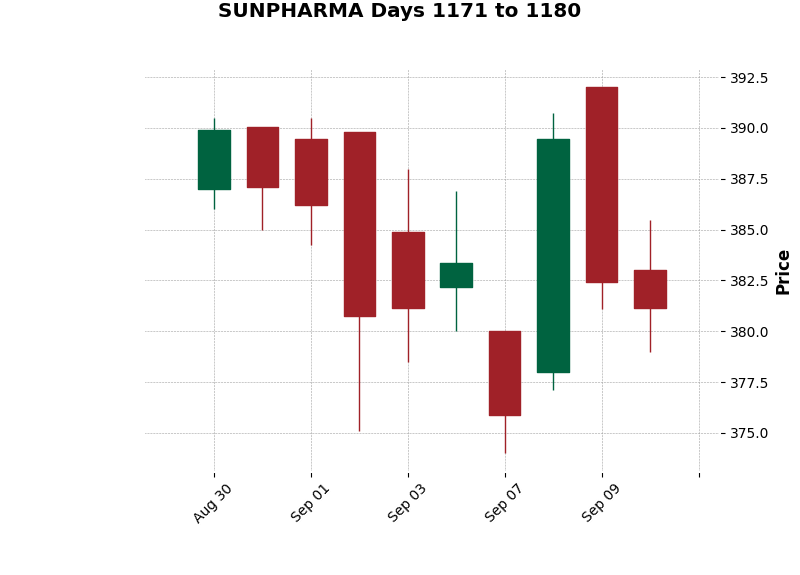 SUNPHARMA Days 1171 to 1180
392.5
390.0
387.5
385.0
382.5
380.0
377.5
375.0
Price
Aug 30
Sep 01
Sep 03
Sep 07
Sep 09